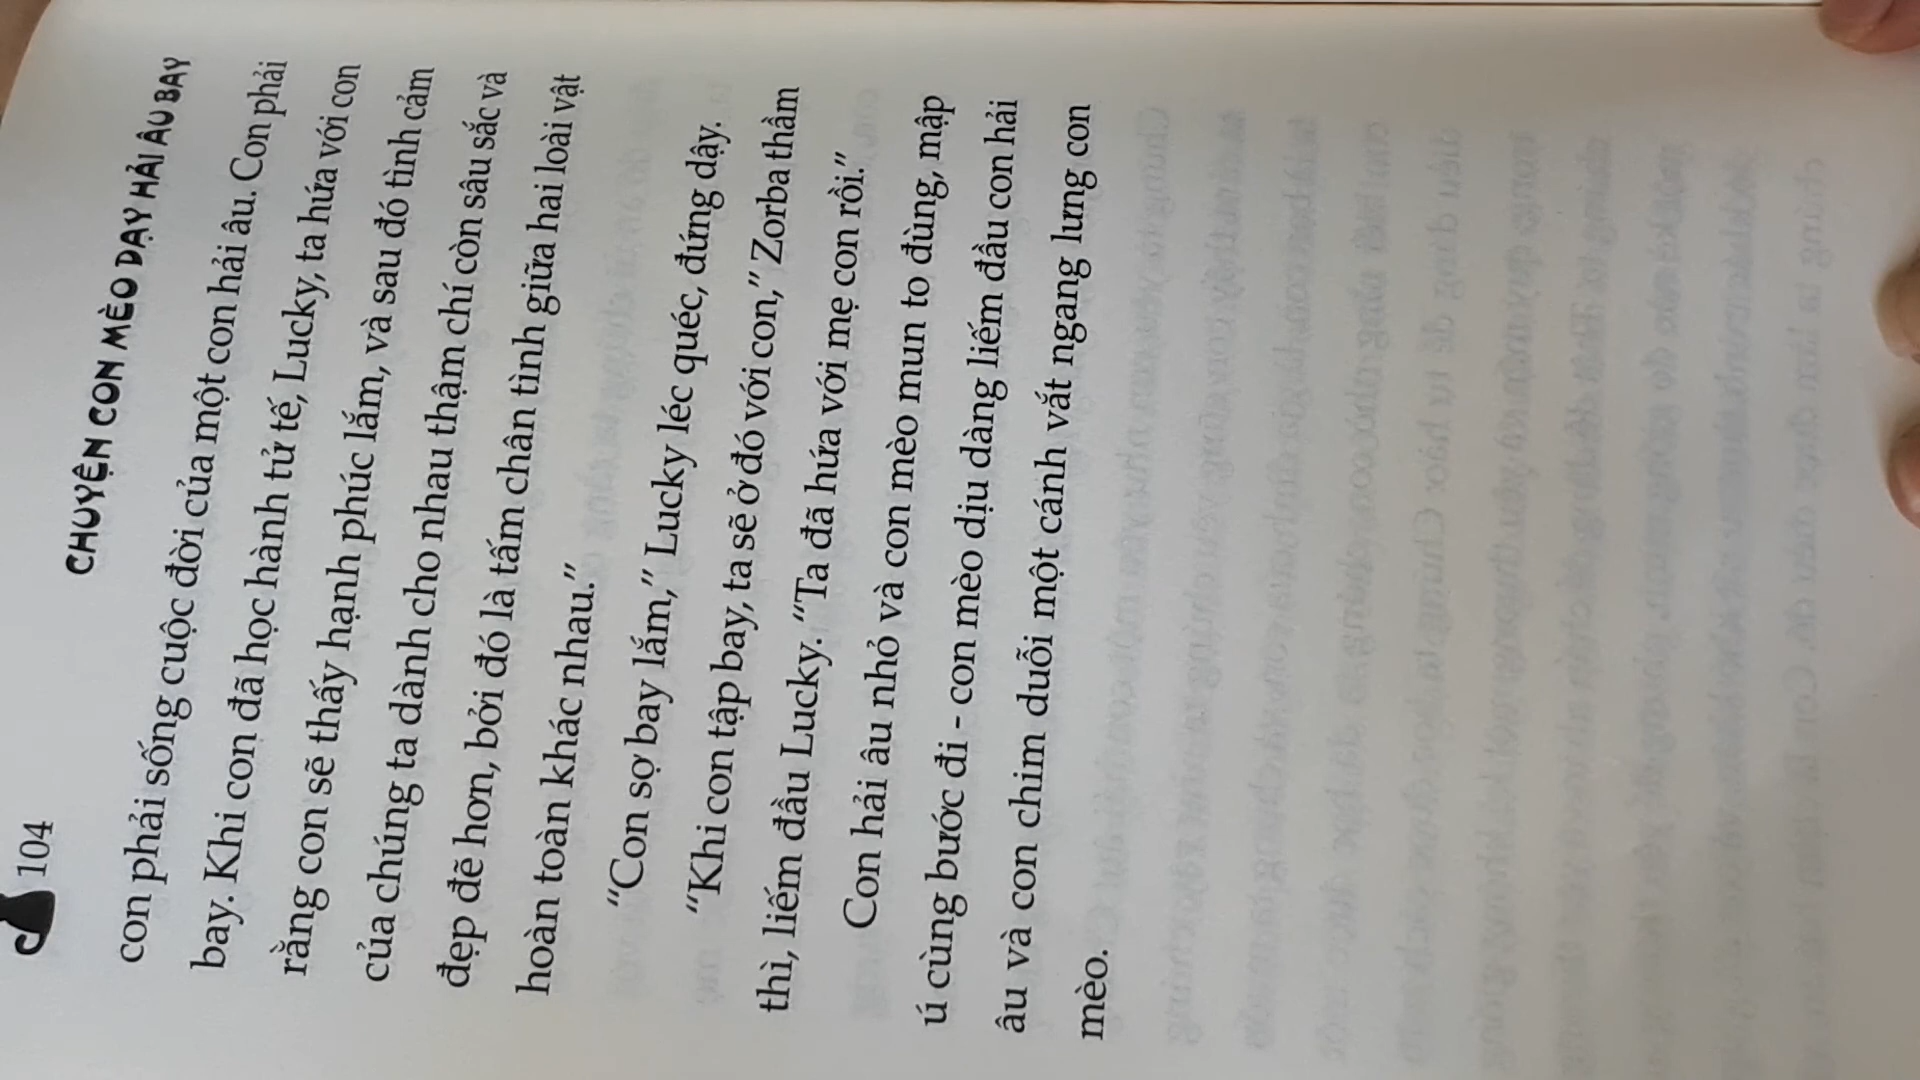 104
CHUYỆN CON MÈO DẠY HẢI ÂU BAY
con phải sống cuộc đời của một con hải âu. Con phải
bay. Khi con đã học hành tử tế, Lucky, ta hứa với con
rằng con sẽ thấy hạnh phúc lắm, và sau đó tình cảm
của chúng ta dành cho nhau thậm chí còn sâu sắc và
đẹp đẽ hơn, bởi đó là tấm chân tình giữa hai loài vật
hoàn toàn khác nhau.”
“Con sợ bay lắm,” Lucky léc quéc, đứng dậy.
“Khi con tập bay, ta sẽ ở đó với con,” Zorba thầm
thì, liếm đầu Lucky. “Ta đã hứa với mẹ con rồi.”
Con hải âu nhỏ và con mèo mun to đùng, mập
ú cùng bước đi - con mèo dịu dàng liếm đầu con hải
âu và con chim duỗi một cánh vắt ngang lưng con
mèo.